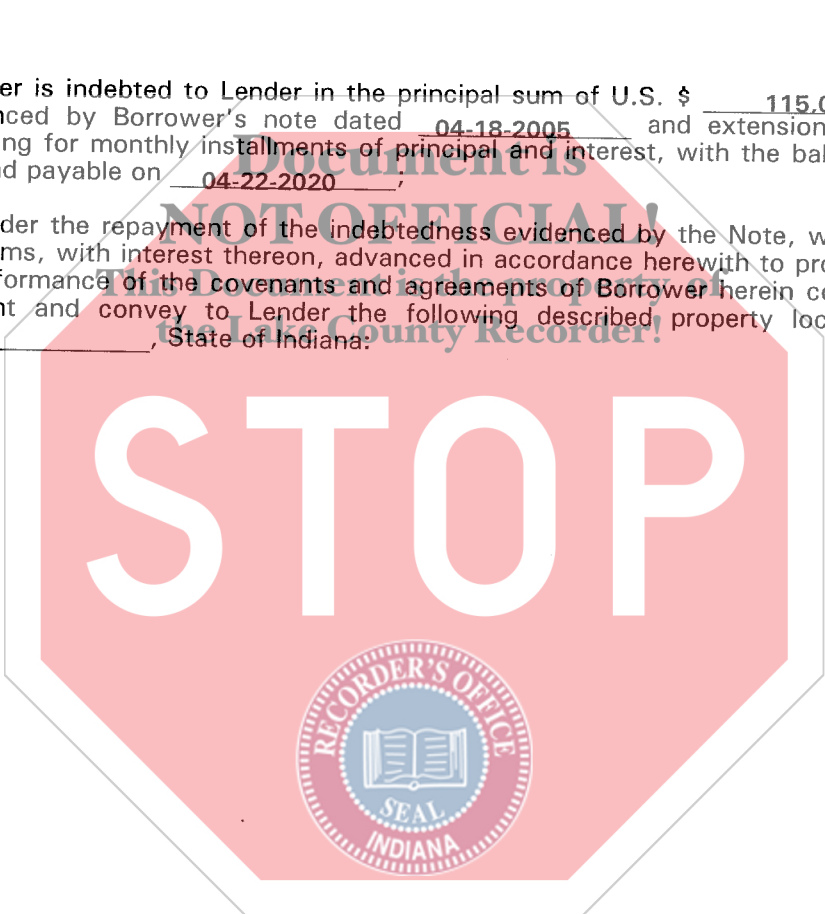 er is indebted to Lender in the principal sum of U.S. $ 115,0
nced by Borrower's note dated 04-18-2005 and extension
ng for monthly installments of principal and interest, with the bal
d payable on 04-22-2020 ;
Document is
NOT OFFICIAL!
This Document is the property of
the Lake County Recorder!
der the repayment of the indebtedness evidenced by the Note, w
ms, with interest thereon, advanced in accordance herewith to pro
formance of the covenants and agreements of Borrower herein co
nt and convey to Lender the following described property loc
, State of Indiana:
STOP
RECORDER'S OFFICE
SEAL
INDIANA